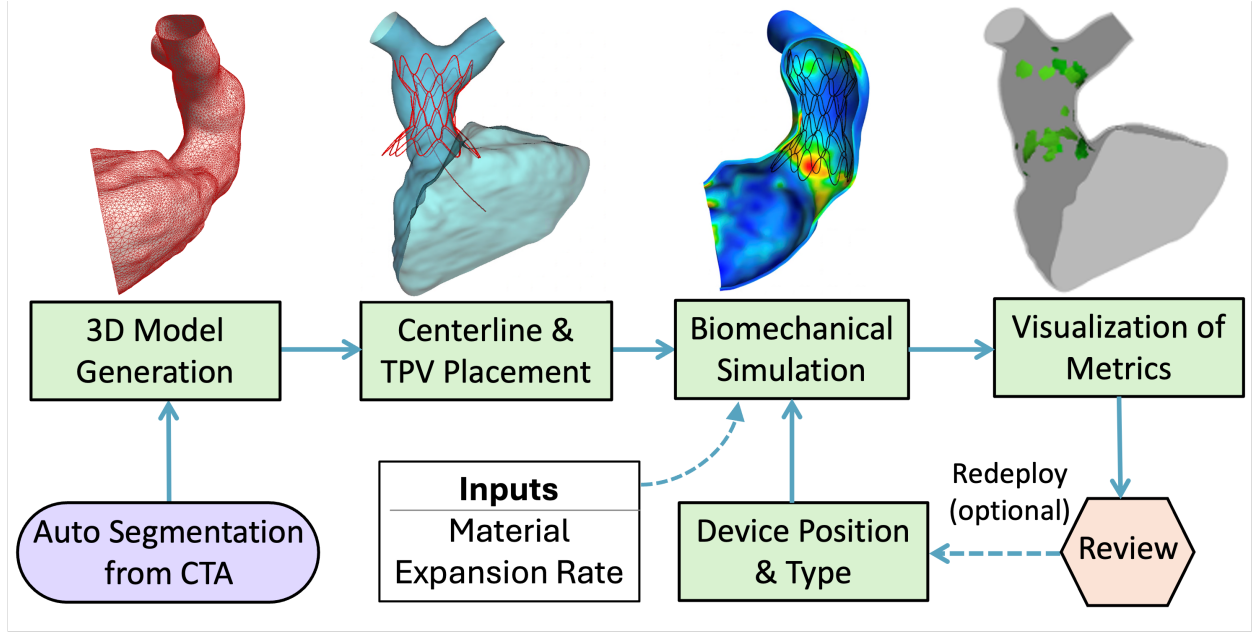 3D Model
Generation
Centerline &
TPV Placement
Biomechanical
Simulation
Visualization of
Metrics
Auto Segmentation
from CTA
Inputs
Material
Expansion Rate
Device Position
& Type
Redeploy
(optional)
Review